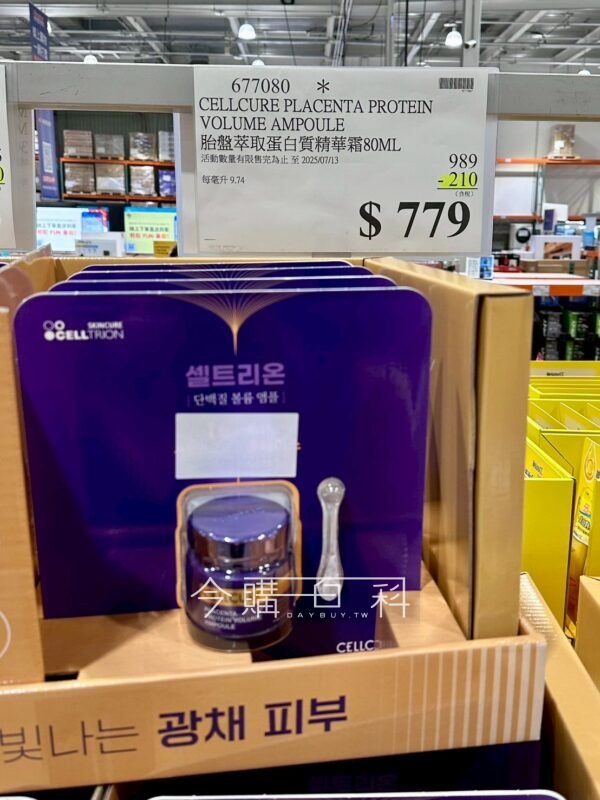 677080 *
CELLCURE PLACENTA PROTEIN
VOLUME AMPOULE
胎盤萃取蛋白質精華霜80ML
活動數量有限售完為止 至 2025/07/13
989
-210
(含稅)
每毫升 9.74
$ 779
SKINCURE
CELLTRION
셀트리온
단백질 볼륨 앰플
PLACENTA
PROTEIN VOLUME
AMPOULE
今購百科
DAYBUY.TW
CELLC
빛나는 광채 피부